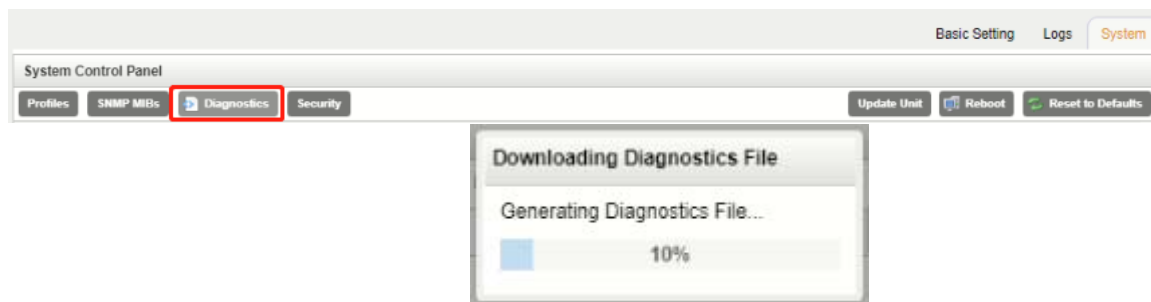 Basic Setting Logs System
System Control Panel
Profiles SNMP MIBs Diagnostics Security Update Unit Reboot Reset to Defaults
Downloading Diagnostics File
Generating Diagnostics File...
10%